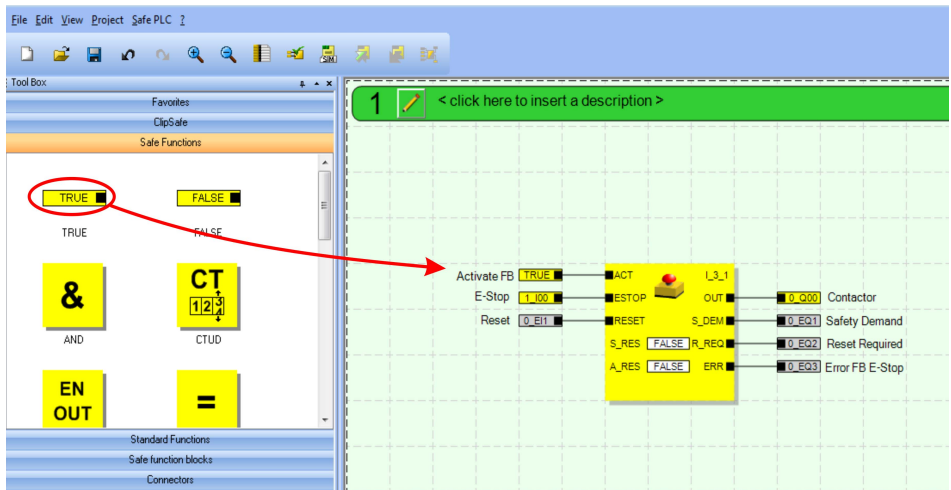 File Edit View Project Safe PLC ?
SIM
Tool Box
Favorites
ClipSafe
Safe Functions
TRUE FALSE
TRUE FALSE
& CT
123
4
AND CTUD
EN
OUT =
Standard Functions
Safe function blocks
Connectors
1 < click here to insert a description >
Activate FB TRUE ACT I_3_1
E-Stop 1_I00 ESTOP OUT 0_Q00 Contactor
Reset 0_EI1 RESET S_DEM 0_EQ1 Safety Demand
S_RES FALSE R_REQ 0_EQ2 Reset Required
A_RES FALSE ERR 0_EQ3 Error FB E-Stop